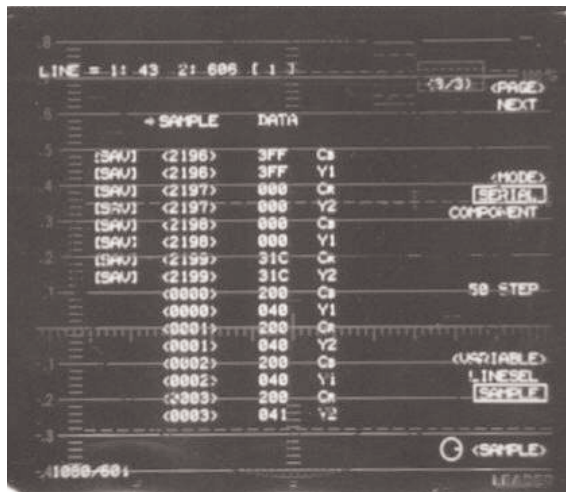 LINE = 1: 43 2: 606 [ 1 ]
(3/3)
<PAGE>
NEXT
SAMPLE DATA
[SAV] <2196> 3FF CB
[SAV] <2196> 3FF Y1
[SAV] <2197> 000 CR
[SAV] <2197> 000 Y2
[SAV] <2198> 000 CB
[SAV] <2198> 000 Y1
[SAV] <2199> 31C CR
[SAV] <2199> 31C Y2
<0000> 200 CB
<0000> 040 Y1
<0001> 200 CR
<0001> 040 Y2
<0002> 200 CB
<0002> 040 Y1
<0003> 200 CR
<0003> 041 Y2
<MODE>
SERIAL
COMPONENT
50 STEP
<VARIABLE>
LINESEL
SAMPLE
<SAMPLE>
1080/60i
LEADER